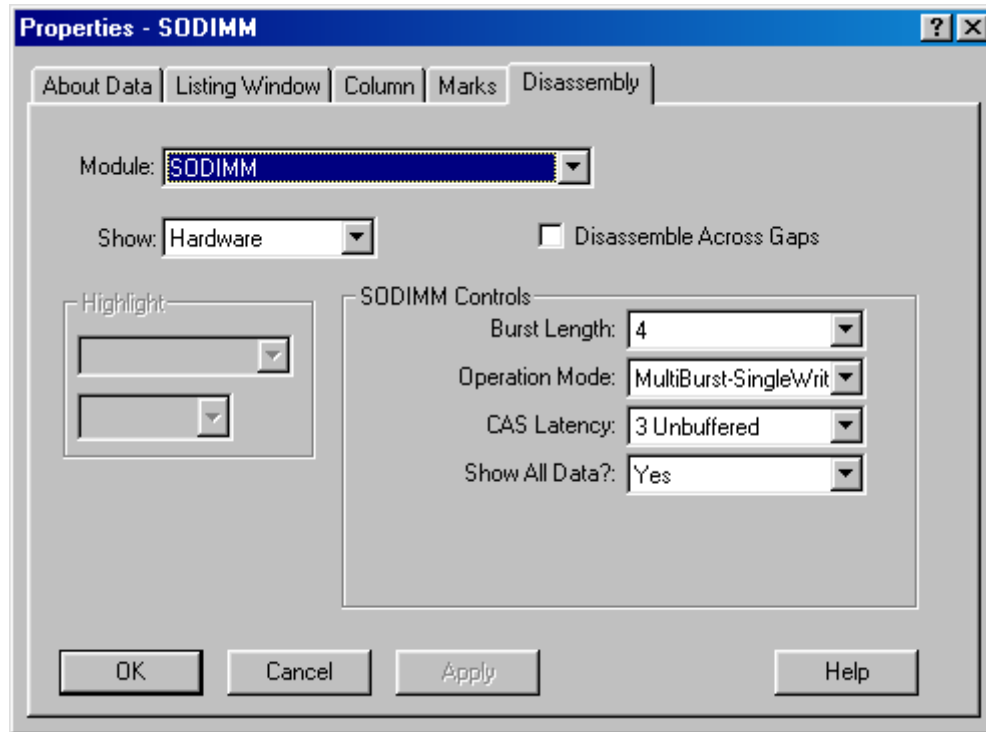 Properties - SODIMM
About Data Listing Window Column Marks Disassembly
Module: SODIMM
Show: Hardware Disassemble Across Gaps
Highlight
SODIMM Controls
Burst Length: 4
Operation Mode: MultiBurst-SingleWrit
CAS Latency: 3 Unbuffered
Show All Data?: Yes
OK Cancel Apply Help